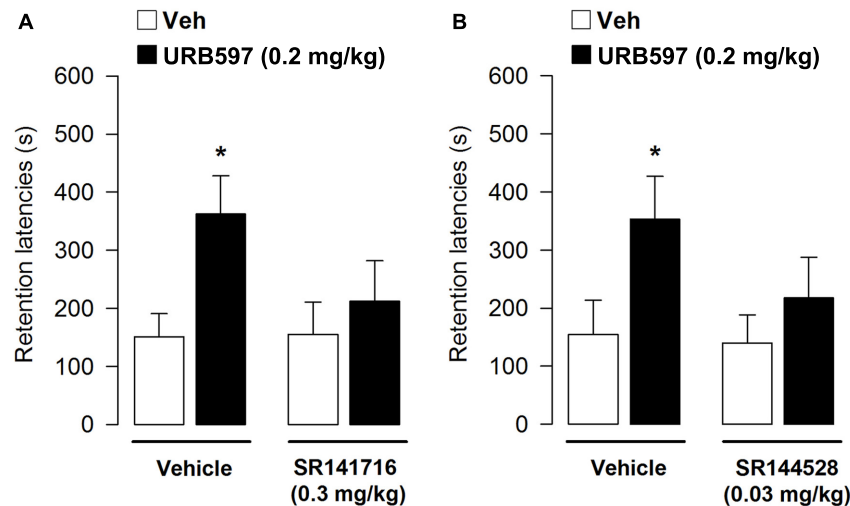 A
Veh
URB597 (0.2 mg/kg)
Retention latencies (s)
600
500
400
300
200
100
0
*
Vehicle
SR141716
(0.3 mg/kg)
B
Veh
URB597 (0.2 mg/kg)
Retention latencies (s)
600
500
400
300
200
100
0
*
Vehicle
SR144528
(0.03 mg/kg)